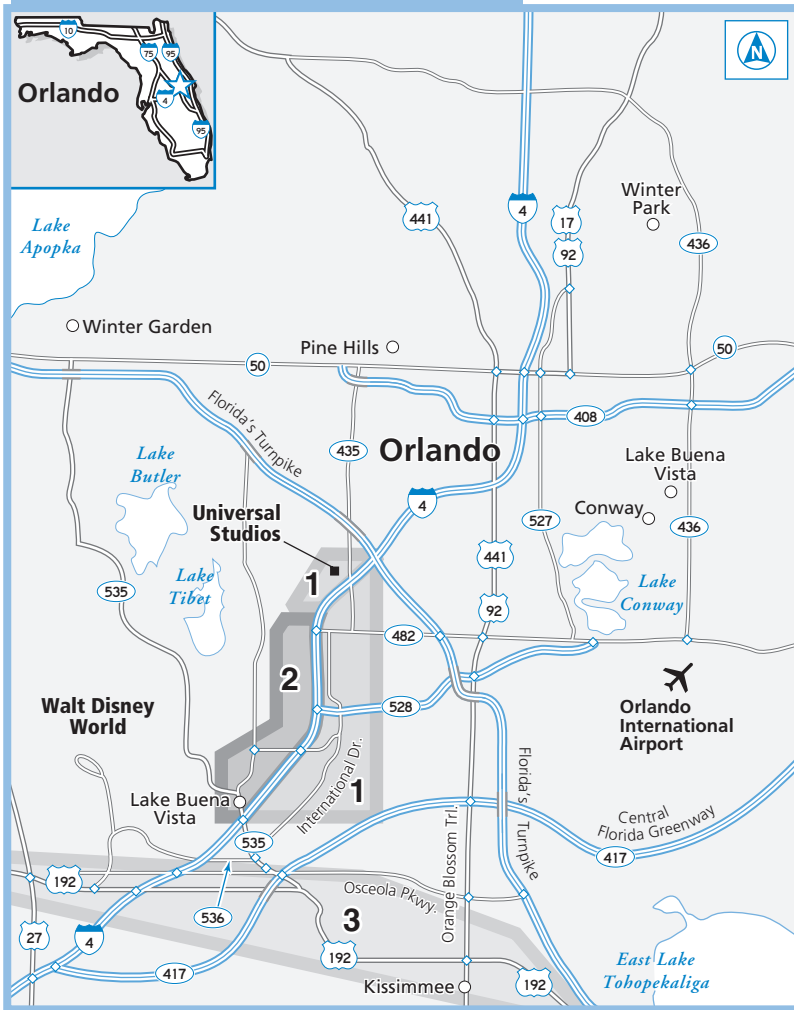 10
75
95
Orlando
4
95
N
Winter
Park
441
4
17
92
436
Lake
Apopka
Winter Garden
Pine Hills
50
50
Florida's Turnpike
408
435
Orlando
Lake
Butler
Lake Buena
Vista
4
Universal
Studios
Conway
527
436
441
1
535
Lake
Tibet
Lake
Conway
92
482
2
Walt Disney
World
528
Orlando
International
Airport
International Dr.
1
Lake Buena
Vista
Orange Blossom Trl.
Florida's Turnpike
Central
Florida Greenway
535
417
192
536
Osceola Pkwy.
3
27
4
192
417
East Lake
Tohopekaliga
Kissimmee
192